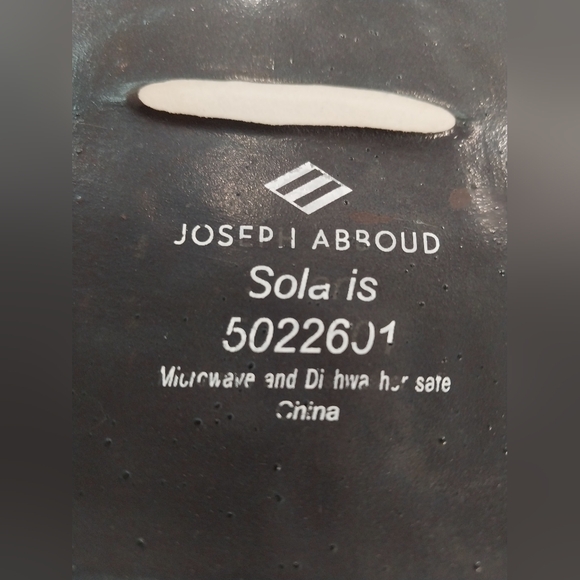 JOSEPH ABBOUD
Solaris
5022601
Microwave and Dishwasher safe
China